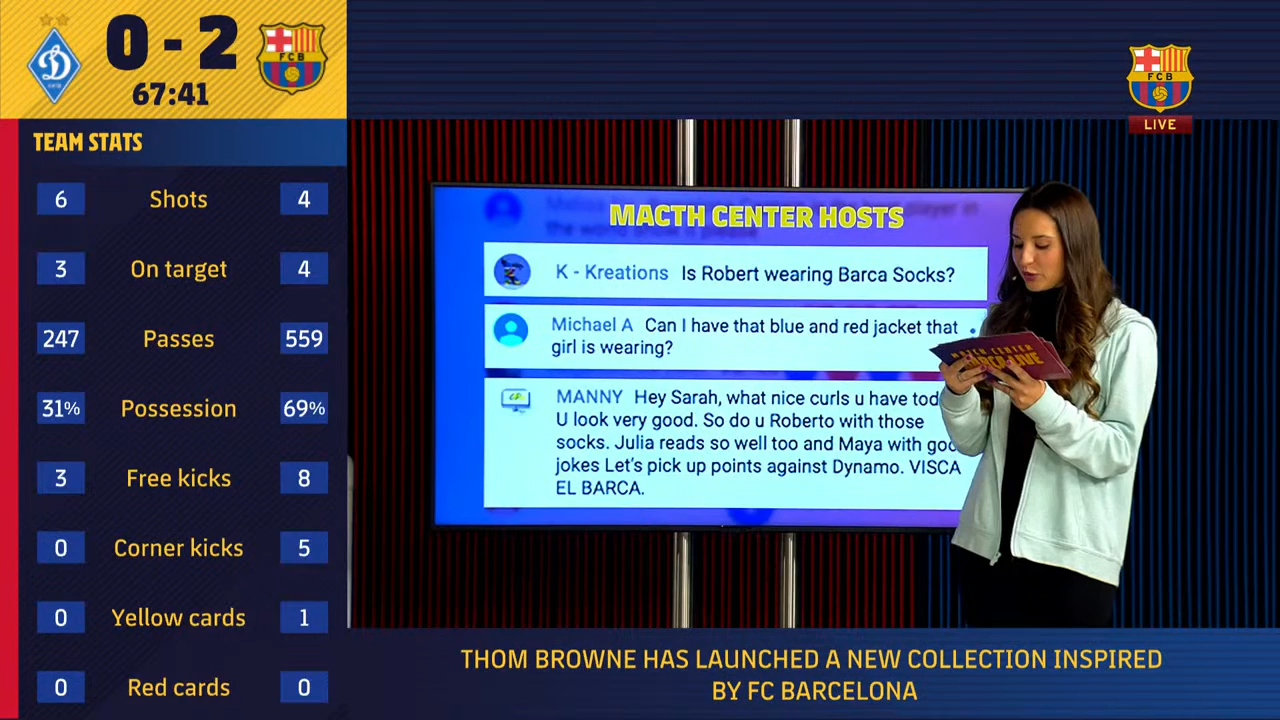 0 - 2
67:41
FCB
FCB
LIVE
TEAM STATS
6 Shots 4
3 On target 4
247 Passes 559
31% Possession 69%
3 Free kicks 8
0 Corner kicks 5
0 Yellow cards 1
0 Red cards 0
MACTH CENTER HOSTS
K - Kreations Is Robert wearing Barca Socks?
Michael A Can I have that blue and red jacket that
girl is wearing?
MANNY Hey Sarah, what nice curls u have
U look very good. So do u Roberto with those
socks. Julia reads so well too and Maya with
jokes Let's pick up points against Dynamo. VISCA
EL BARCA.
MATCH CENTER
BARÇA LIVE
THOM BROWNE HAS LAUNCHED A NEW COLLECTION INSPIRED
BY FC BARCELONA